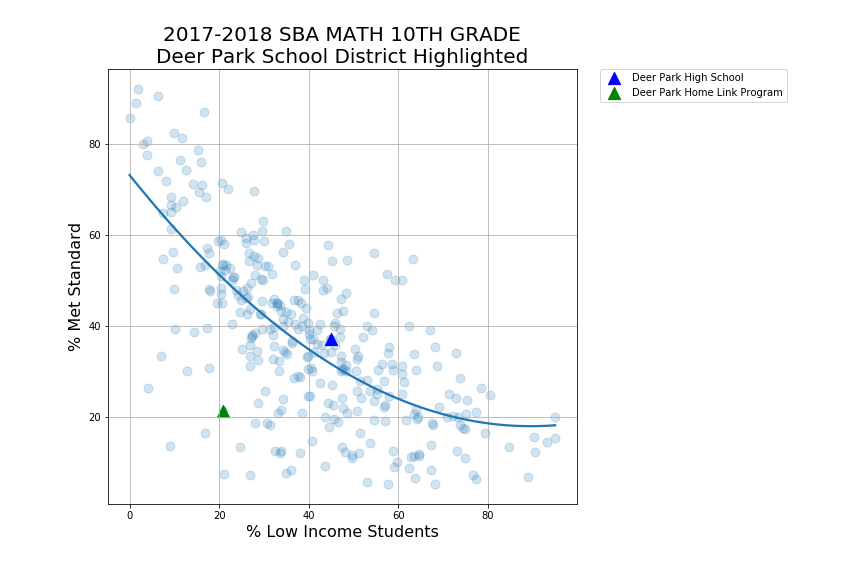 2017-2018 SBA MATH 10TH GRADE
Deer Park School District Highlighted
Deer Park High School
Deer Park Home Link Program
% Met Standard
80
60
40
20
0
20
40
60
80
% Low Income Students